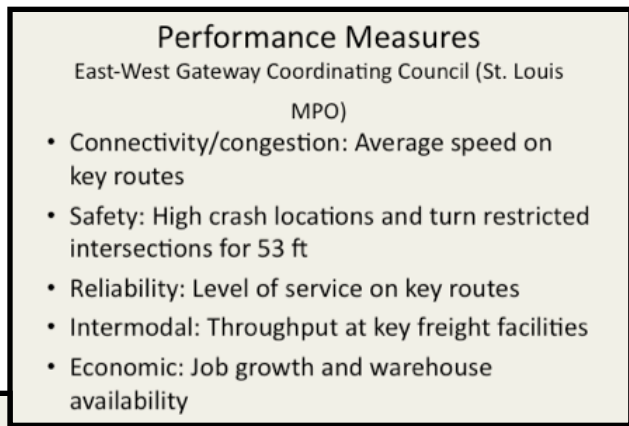 Performance Measures
East-West Gateway Coordinating Council (St. Louis
MPO)
• Connectivity/congestion: Average speed on
key routes
• Safety: High crash locations and turn restricted
intersections for 53 ft
• Reliability: Level of service on key routes
• Intermodal: Throughput at key freight facilities
• Economic: Job growth and warehouse
availability